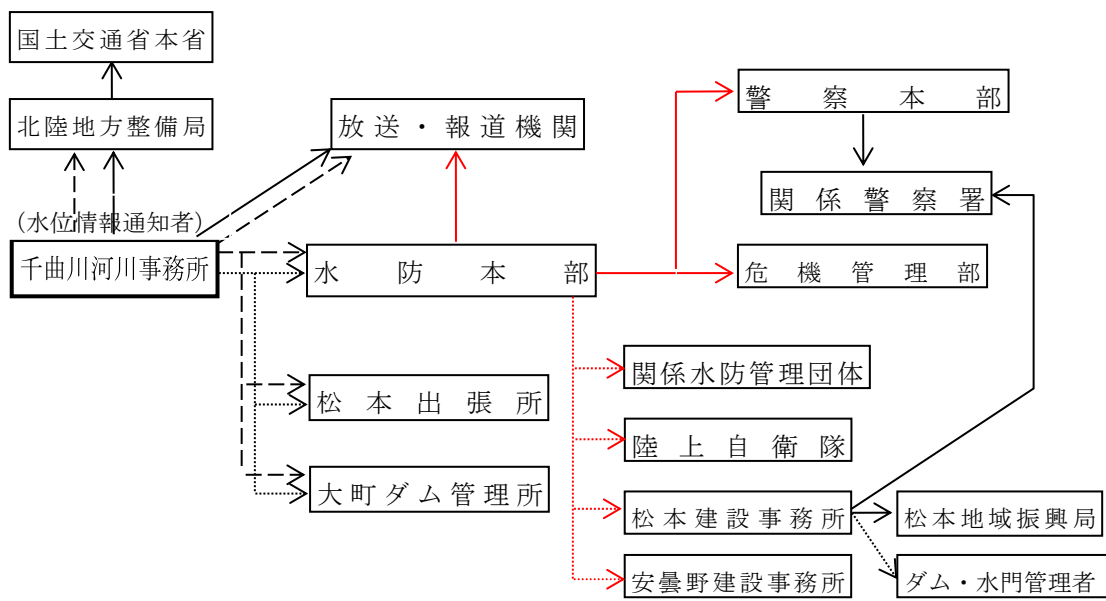 国土交通省本省
北陸地方整備局
放送・報道機関
警察本部
関係警察署
(水位情報通知者)
千曲川河川事務所
水防本部
危機管理部
関係水防管理団体
松本出張所
陸上自衛隊
大町ダム管理所
松本建設事務所
松本地域振興局
安曇野建設事務所
ダム・水門管理者